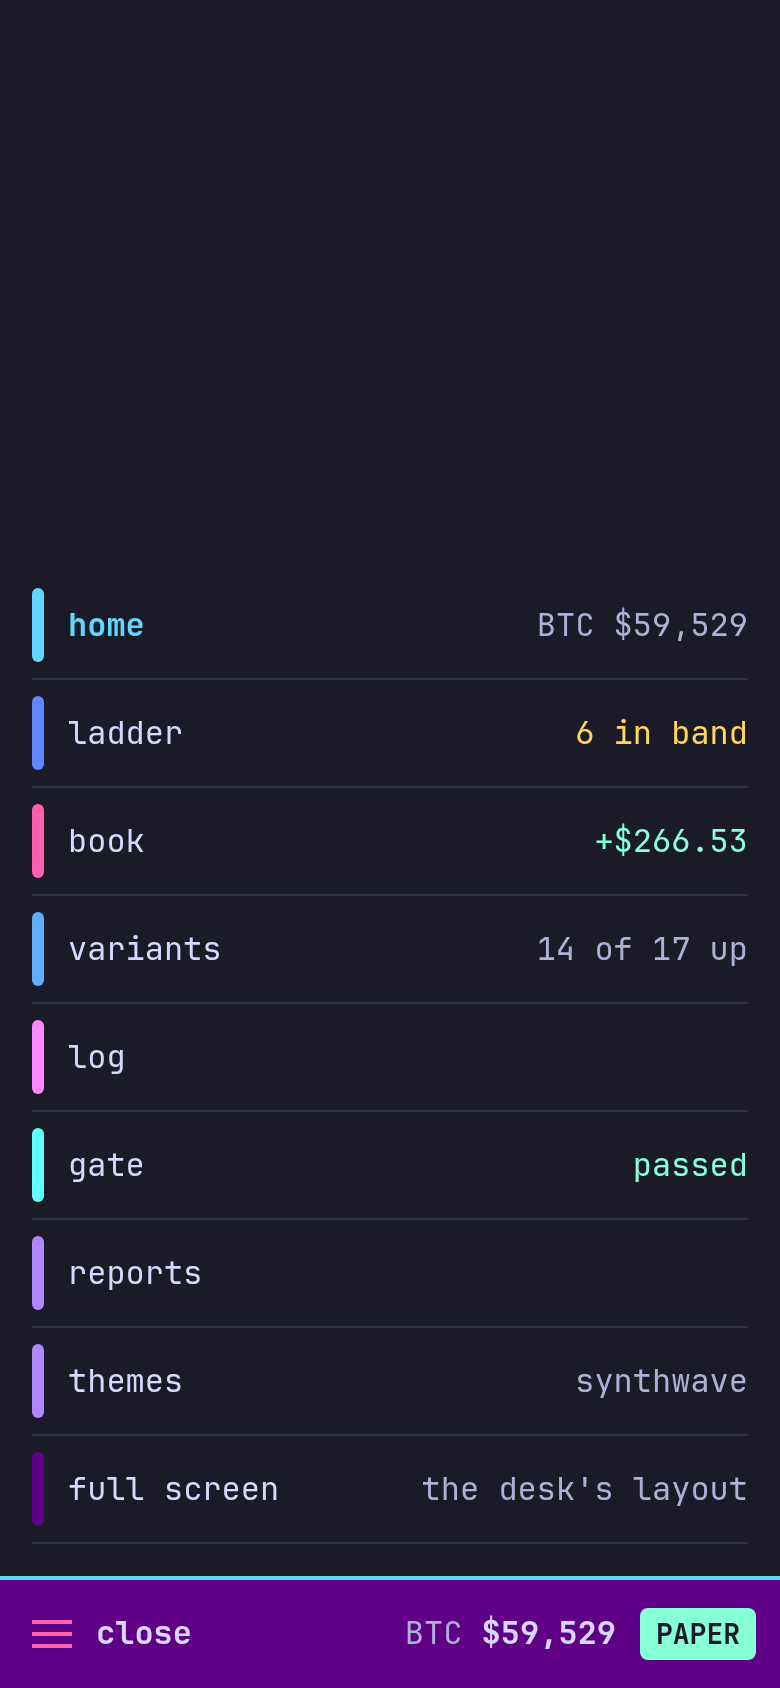 home BTC $59,529
ladder 6 in band
book +$266.53
variants 14 of 17 up
log
gate passed
reports
themes synthwave
full screen the desk's layout
close BTC $59,529 PAPER